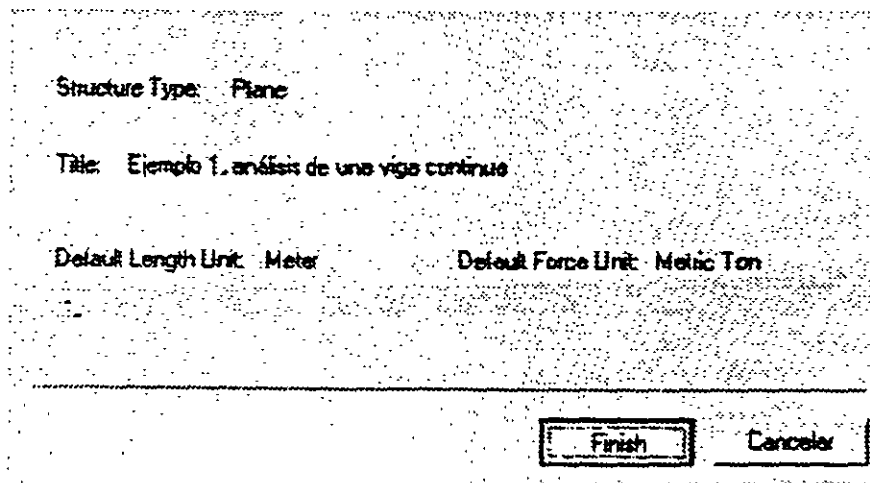 Structure Type: Plane
Title: Ejemplo 1, análisis de una viga continua
Default Length Unit: Meter Default Force Unit: Metric Ton
Finish Cancelar